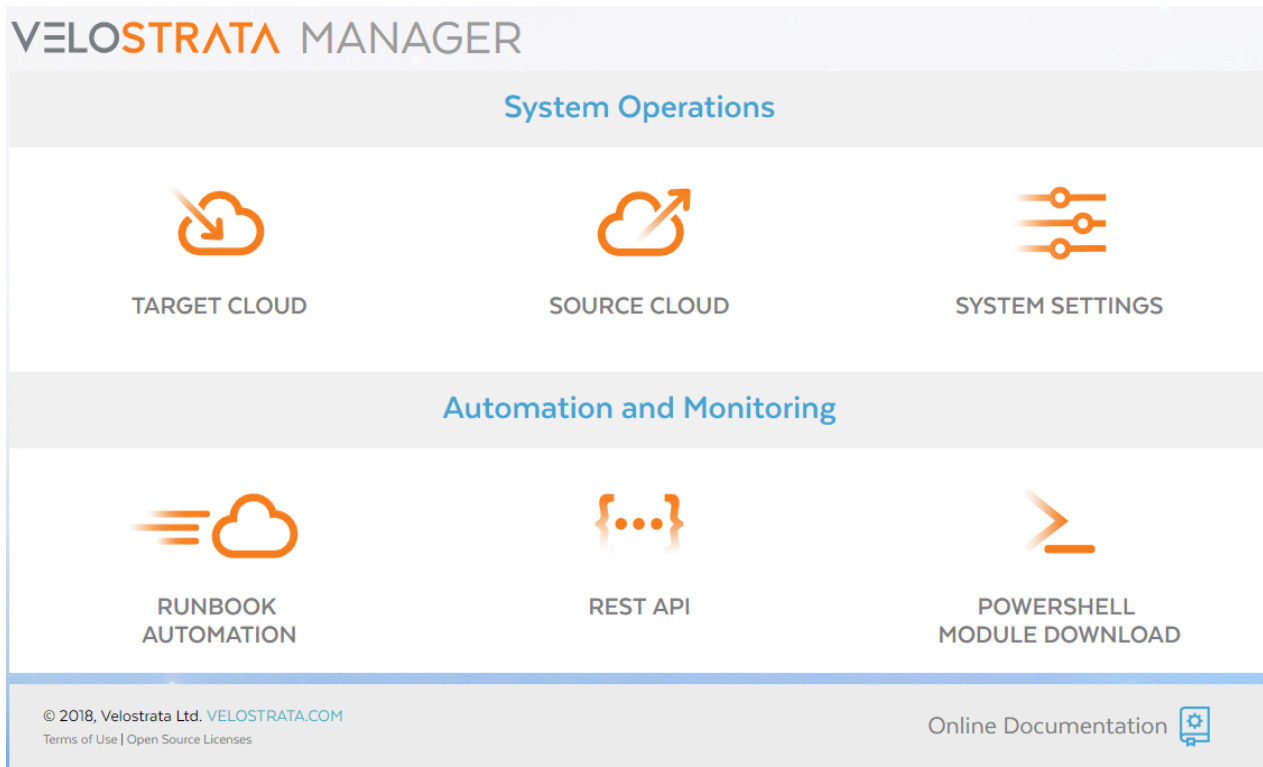 VELOSTRATA MANAGER
System Operations
TARGET CLOUD
SOURCE CLOUD
SYSTEM SETTINGS
Automation and Monitoring
RUNBOOK
AUTOMATION
REST API
POWERSHELL
MODULE DOWNLOAD
© 2018, Velostrata Ltd. VELOSTRATA.COM
Terms of Use | Open Source Licenses
Online Documentation